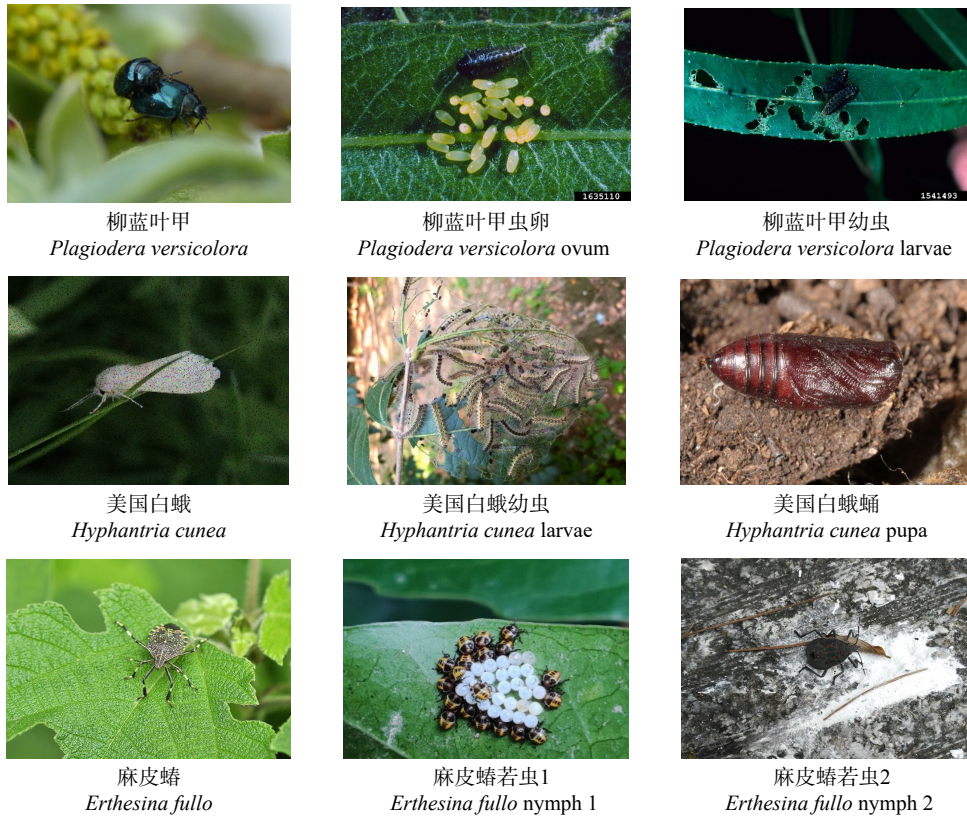 1635110
1541493
柳蓝叶甲
Plagiodera versicolora
柳蓝叶甲虫卵
Plagiodera versicolora ovum
柳蓝叶甲幼虫
Plagiodera versicolora larvae
美国白蛾
Hyphantria cunea
美国白蛾幼虫
Hyphantria cunea larvae
美国白蛾蛹
Hyphantria cunea pupa
麻皮蝽
Erthesina fullo
麻皮蝽若虫1
Erthesina fullo nymph 1
麻皮蝽若虫2
Erthesina fullo nymph 2